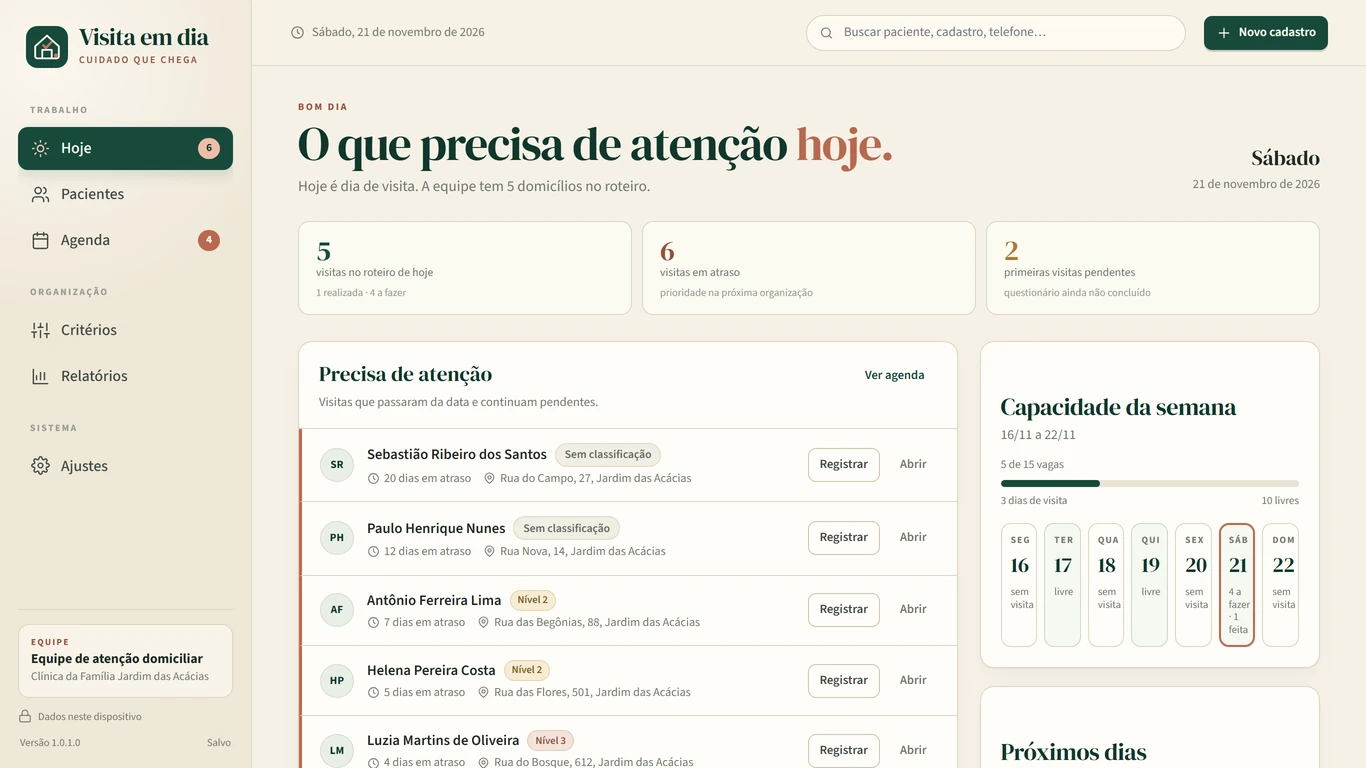 Visita em dia
CUIDADO QUE CHEGA
TRABALHO
Hoje 6
Pacientes
Agenda 4
ORGANIZAÇÃO
Critérios
Relatórios
SISTEMA
Ajustes
EQUIPE
Equipe de atenção domiciliar
Clínica da Família Jardim das Acácias
Dados neste dispositivo
Versão 1.0.1.0 Salvo
Sábado, 21 de novembro de 2026
Buscar paciente, cadastro, telefone…
Novo cadastro
BOM DIA
O que precisa de atenção hoje.
Hoje é dia de visita. A equipe tem 5 domicílios no roteiro.
Sábado
21 de novembro de 2026
5
visitas no roteiro de hoje
1 realizada · 4 a fazer
6
visitas em atraso
prioridade na próxima organização
2
primeiras visitas pendentes
questionário ainda não concluído
Precisa de atenção
Ver agenda
Visitas que passaram da data e continuam pendentes.
SR
Sebastião Ribeiro dos Santos Sem classificação
20 dias em atraso Rua do Campo, 27, Jardim das Acácias
Registrar Abrir
PH
Paulo Henrique Nunes Sem classificação
12 dias em atraso Rua Nova, 14, Jardim das Acácias
Registrar Abrir
AF
Antônio Ferreira Lima Nível 2
7 dias em atraso Rua das Begônias, 88, Jardim das Acácias
Registrar Abrir
HP
Helena Pereira Costa Nível 2
5 dias em atraso Rua das Flores, 501, Jardim das Acácias
Registrar Abrir
LM
Luzia Martins de Oliveira Nível 3
4 dias em atraso Rua do Bosque, 612, Jardim das Acácias
Registrar Abrir
Capacidade da semana
16/11 a 22/11
5 de 15 vagas
3 dias de visita 10 livres
SEG
16
sem
visita
TER
17
livre
QUA
18
sem
visita
QUI
19
livre
SEX
20
sem
visita
SÁB
21
4 a
fazer
· 1
feita
DOM
22
sem
visita
Próximos dias